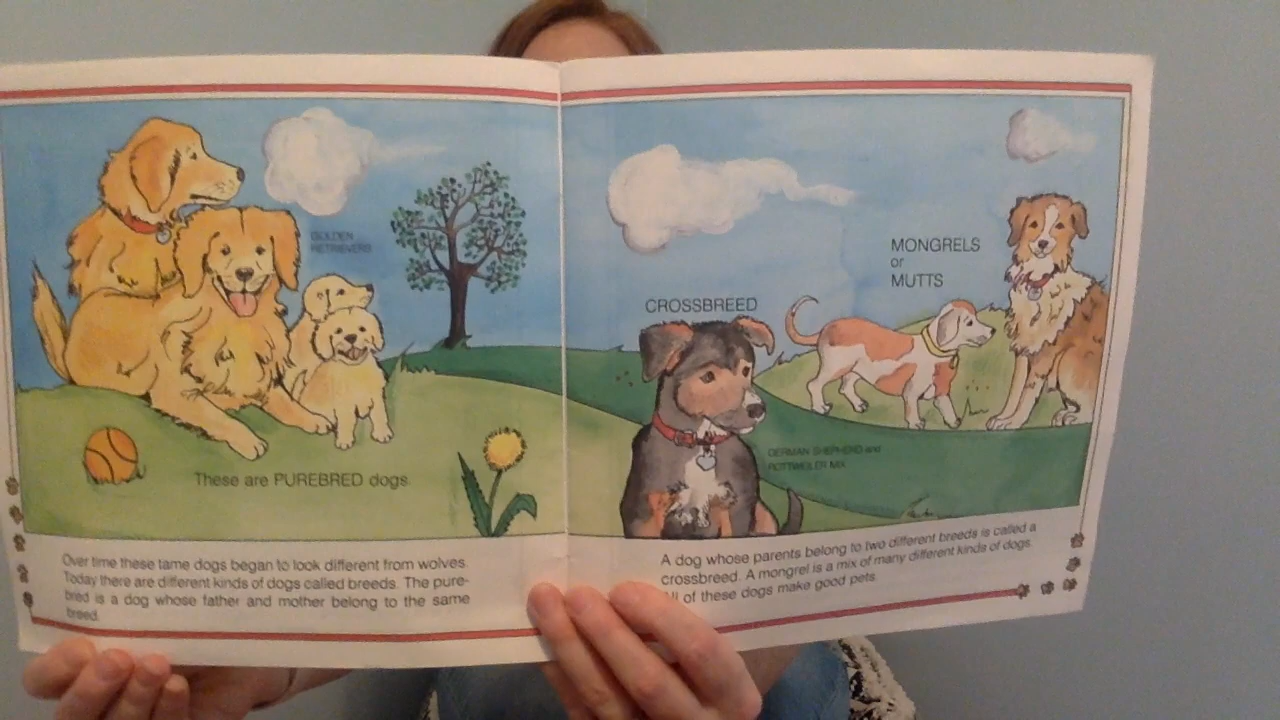 GOLDEN
RETRIEVERS
These are PUREBRED dogs.
Over time these tame dogs began to look different from wolves.
Today there are different kinds of dogs called breeds. The pure-
bred is a dog whose father and mother belong to the same
breed.
CROSSBREED
MONGRELS
or
MUTTS
GERMAN SHEPHERD and
ROTTWEILER MIX
A dog whose parents belong to two different breeds is called a
crossbreed. A mongrel is a mix of many different kinds of dogs.
of these dogs make good pets.